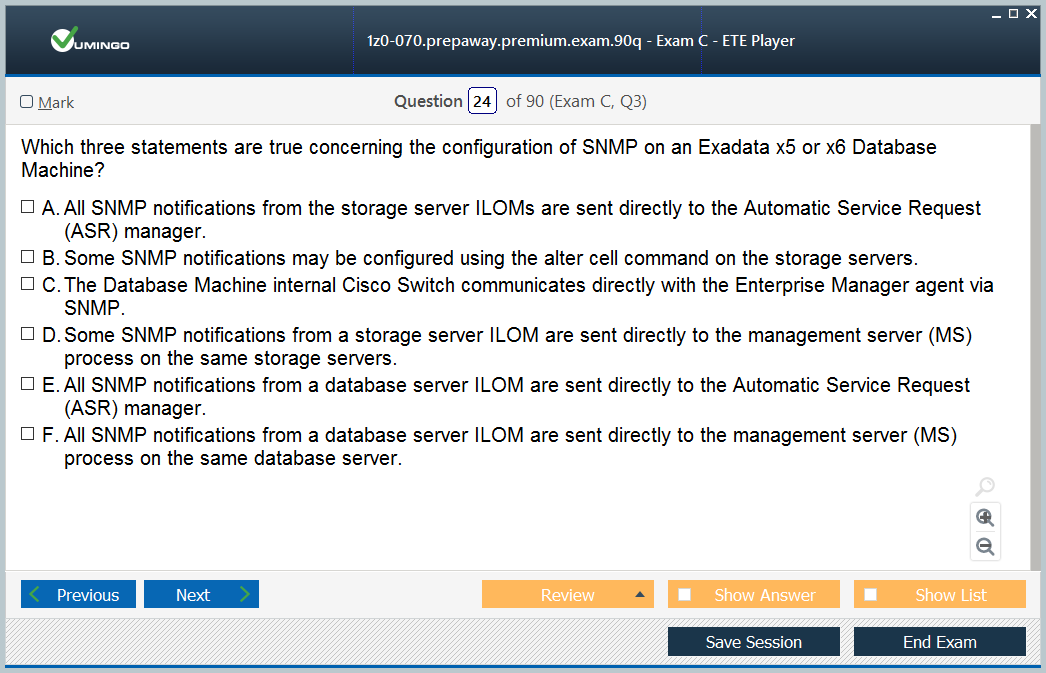 VUMINGO
1z0-070.prepaway.premium.exam.90q - Exam C - ETE Player
Mark
Question 24 of 90 (Exam C, Q3)
Which three statements are true concerning the configuration of SNMP on an Exadata x5 or x6 Database
Machine?
A. All SNMP notifications from the storage server ILOMs are sent directly to the Automatic Service Request
(ASR) manager.
B. Some SNMP notifications may be configured using the alter cell command on the storage servers.
C. The Database Machine internal Cisco Switch communicates directly with the Enterprise Manager agent via
SNMP.
D. Some SNMP notifications from a storage server ILOM are sent directly to the management server (MS)
process on the same storage servers.
E. All SNMP notifications from a database server ILOM are sent directly to the Automatic Service Request
(ASR) manager.
F. All SNMP notifications from a database server ILOM are sent directly to the management server (MS)
process on the same database server.
Previous
Next
Review
Show Answer
Show List
Save Session
End Exam